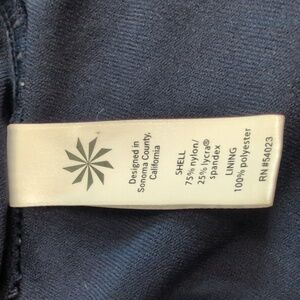 Designed in
Sonoma County,
California
SHELL
75% nylon/
25% lycra®
spandex
LINING
100% polyester
RN #54023